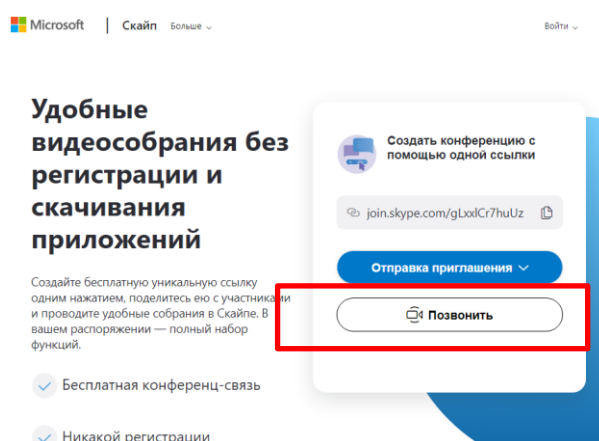 Microsoft | Скайп Больше Войти
Удобные
видеособрания без
регистрации и
скачивания
приложений
Создайте бесплатную уникальную ссылку
одним нажатием, поделитесь ею с участниками
и проводите удобные собрания в Скайпе. В
вашем распоряжении — полный набор
функций.
Бесплатная конференц-связь
Никакой регистрации
Создать конференцию с
помощью одной ссылки
join.skype.com/gLxxlCr7huUz
Отправка приглашения
Позвонить